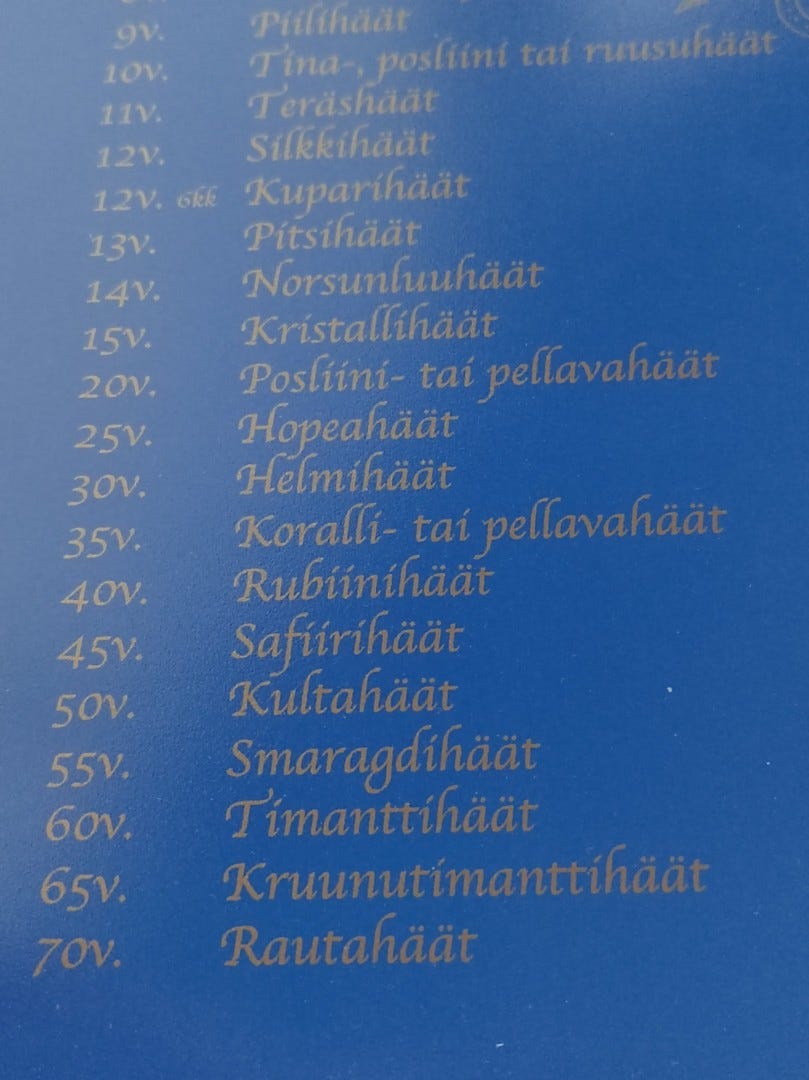 9v. Piilihäät
10v. Tina-, posliini tai ruusuhäät
11v. Teräshäät
12v. Silkkihäät
12v. 6kk Kuparihäät
13v. Pitsihäät
14v. Norsunluuhäät
15v. Kristallihäät
20v. Posliini- tai pellavahäät
25v. Hopeahäät
30v. Helmihäät
35v. Koralli- tai pellavahäät
40v. Rubiinihäät
45v. Safiirihäät
50v. Kultahäät
55v. Smaragdihäät
60v. Timanttihäät
65v. Kruunutimanttihäät
70v. Rautahäät